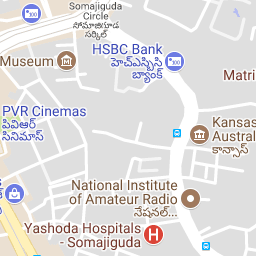 Somajiguda
Circle
సోమాజిగూడ
సర్కిల్
HSBC Bank
హెచ్ఎస్బిసి
బ్యాంక్
Museum
Matri
PVR Cinemas
పివిఆర్
సినిమాస్
Kansas
Austral
కాన్సాస్
National Institute
of Amateur Radio
నేషనల్...
Yashoda Hospitals
- Somajiguda
H